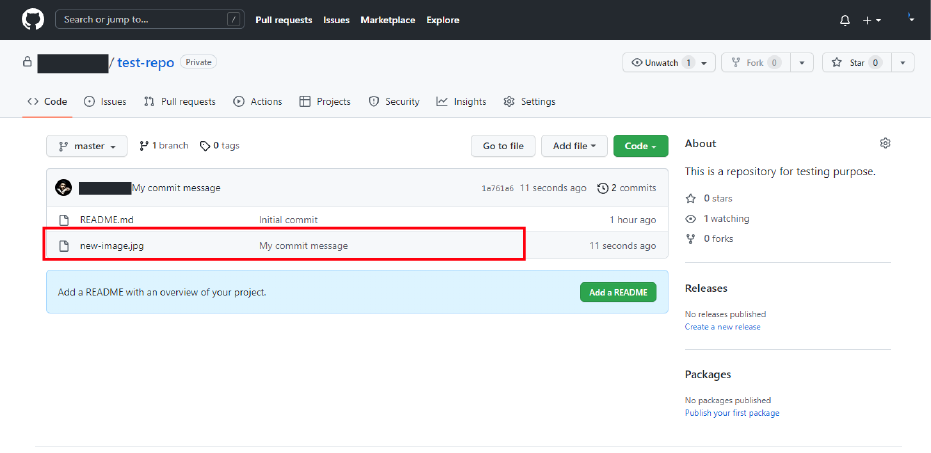 Search or jump to... / Pull requests Issues Marketplace Explore
/ test-repo Private Unwatch 1 Fork 0 Star 0
Code Issues Pull requests Actions Projects Security Insights Settings
master 1 branch 0 tags Go to file Add file Code About
This is a repository for testing purpose.
My commit message 1a761a6 11 seconds ago 2 commits
0 stars
README.md Initial commit 1 hour ago
1 watching
new-image.jpg My commit message 11 seconds ago
0 forks
Add a README with an overview of your project. Add a README
Releases
No releases published
Create a new release
Packages
No packages published
Publish your first package